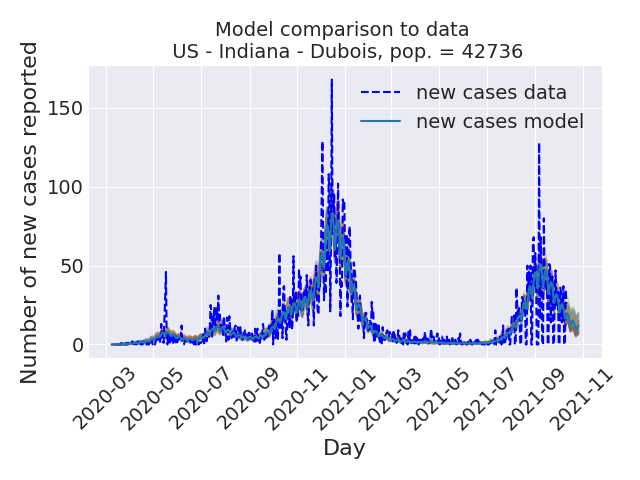 Model comparison to data
US - Indiana - Dubois, pop. = 42736
Number of new cases reported
150
100
50
0
new cases data
new cases model
2020-03
2020-05
2020-07
2020-09
2020-11
2021-01
2021-03
2021-05
2021-07
2021-09
2021-11
Day